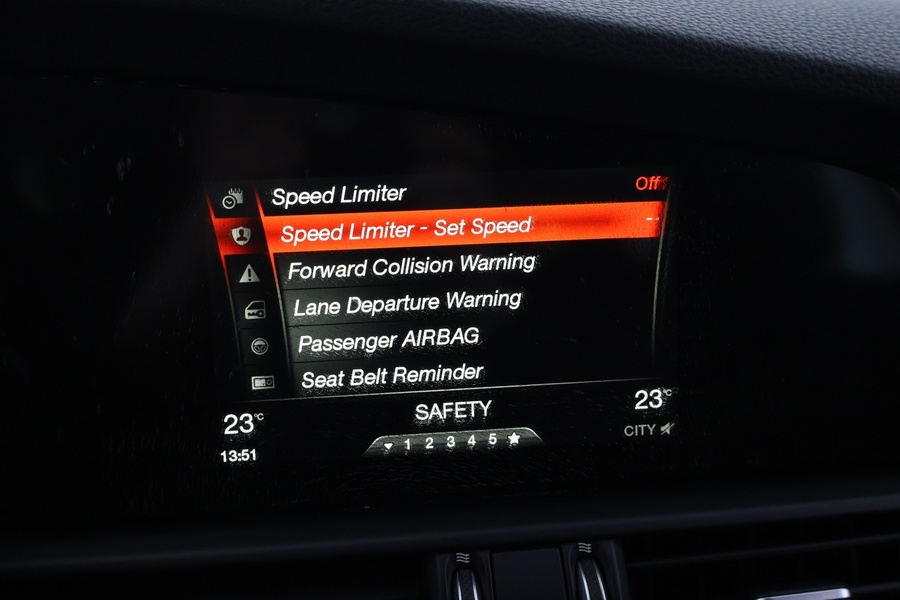 Speed Limiter Off
Speed Limiter - Set Speed --
Forward Collision Warning
Lane Departure Warning
Passenger AIRBAG
Seat Belt Reminder
23°C SAFETY 23°C
1 2 3 4 5 CITY
13:51